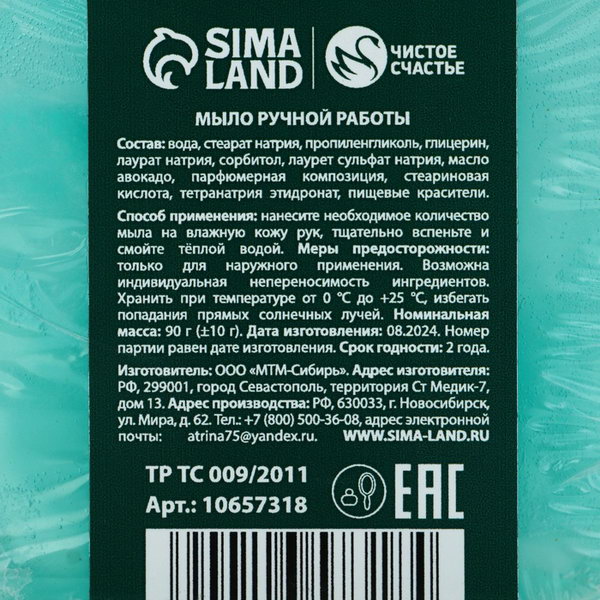 SIMA
LAND
ЧИСТОЕ
СЧАСТЬЕ
МЫЛО РУЧНОЙ РАБОТЫ
Состав: вода, стеарат натрия, пропиленгликоль, глицерин,
лаурат натрия, сорбитол, лаурет сульфат натрия, масло
авокадо, парфюмерная композиция, стеариновая
кислота, тетранатрия этидронат, пищевые красители.
Способ применения: нанесите необходимое количество
мыла на влажную кожу рук, тщательно вспеньте и
смойте тёплой водой. Меры предосторожности:
только для наружного применения. Возможна
индивидуальная непереносимость ингредиентов.
Хранить при температуре от 0 °С до +25 °С, избегать
попадания прямых солнечных лучей. Номинальная
масса: 90 г (±10 г). Дата изготовления: 08.2024. Номер
партии равен дате изготовления. Срок годности: 2 года.
Изготовитель: ООО «МТМ-Сибирь». Адрес изготовителя:
РФ, 299001, город Севастополь, территория Ст Медик-7,
дом 13. Адрес производства: РФ, 630033, г. Новосибирск,
ул. Мира, д. 62. Тел.: +7 (800) 500-36-08, адрес электронной
почты: atrina75@yandex.ru. WWW.SIMA-LAND.RU
ТР ТС 009/2011
Арт.: 10657318
ЕАС